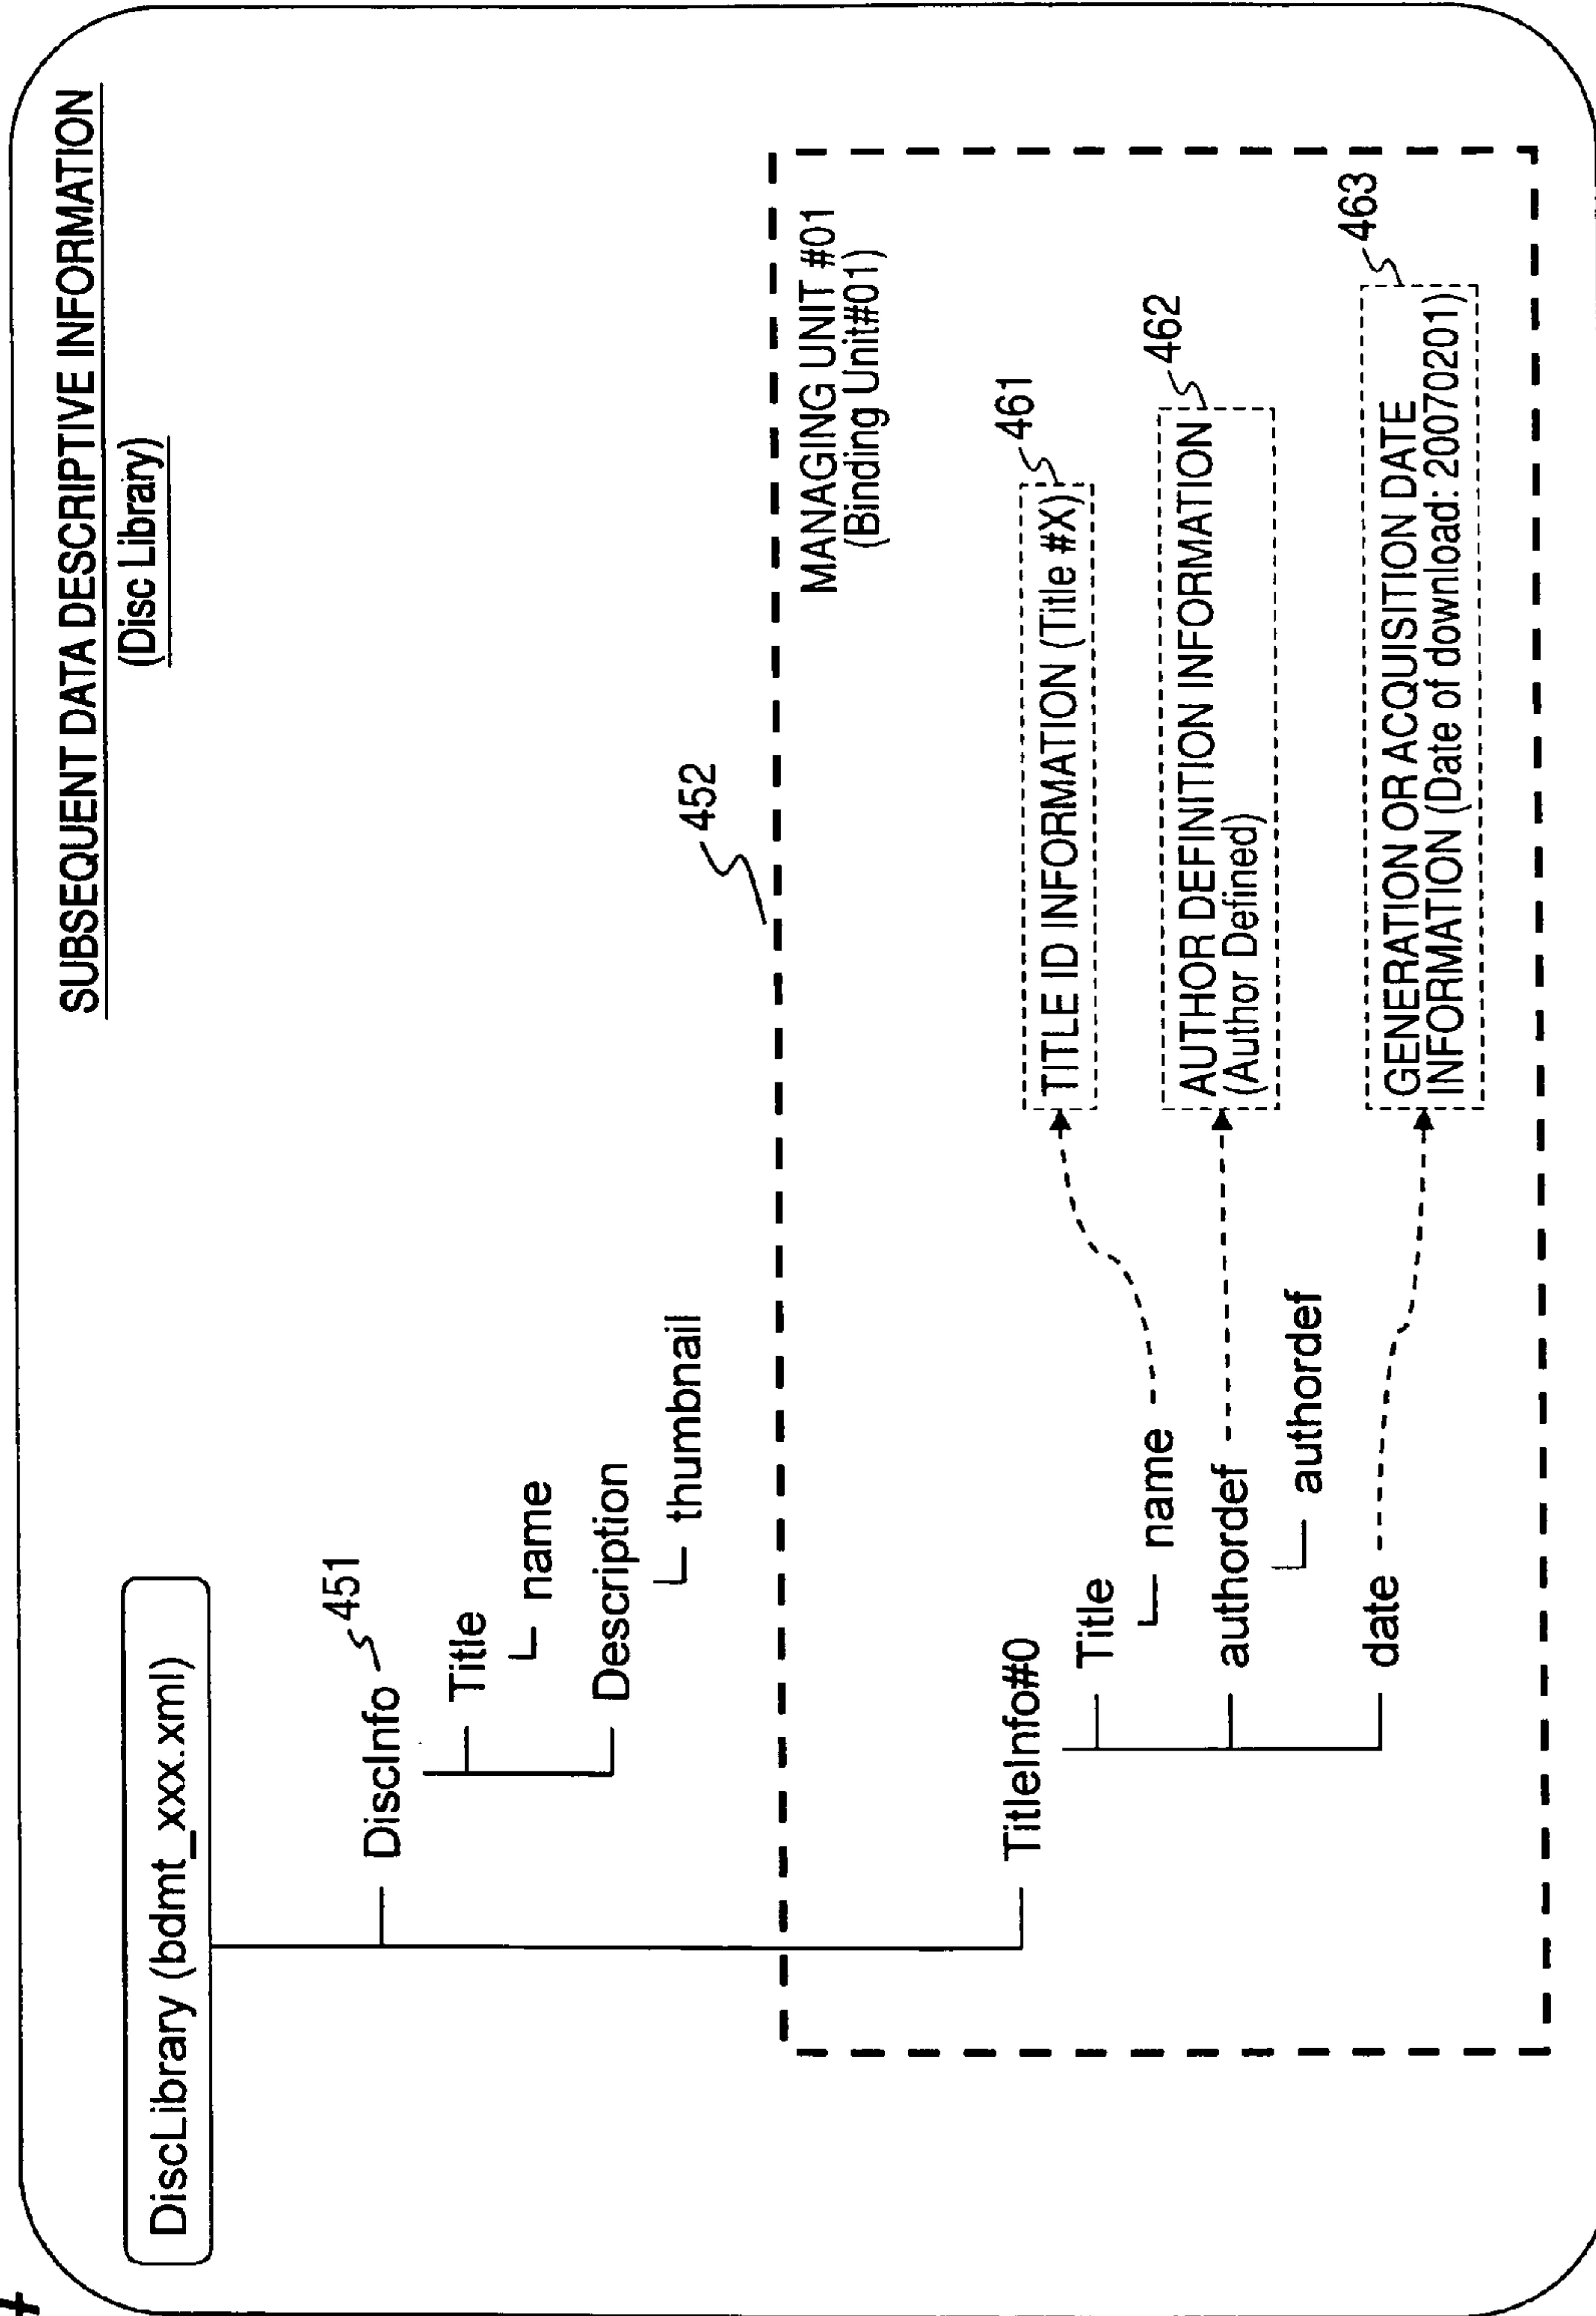 SUBSEQUENT DATA DESCRIPTIVE INFORMATION
(Disc Library)
DiscLibrary (bdmt_xxx.xml)
DiscInfo 451
Title
name
Description
thumbnail
452
MANAGING UNIT #01
(Binding Unit#01)
TitleInfo#0
Title
name
authordef
authordef
date
461
TITLE ID INFORMATION (Title #X)
462
AUTHOR DEFINITION INFORMATION
(Author Defined)
463
GENERATION OR ACQUISITION DATE
INFORMATION (Date of download: 20070201)